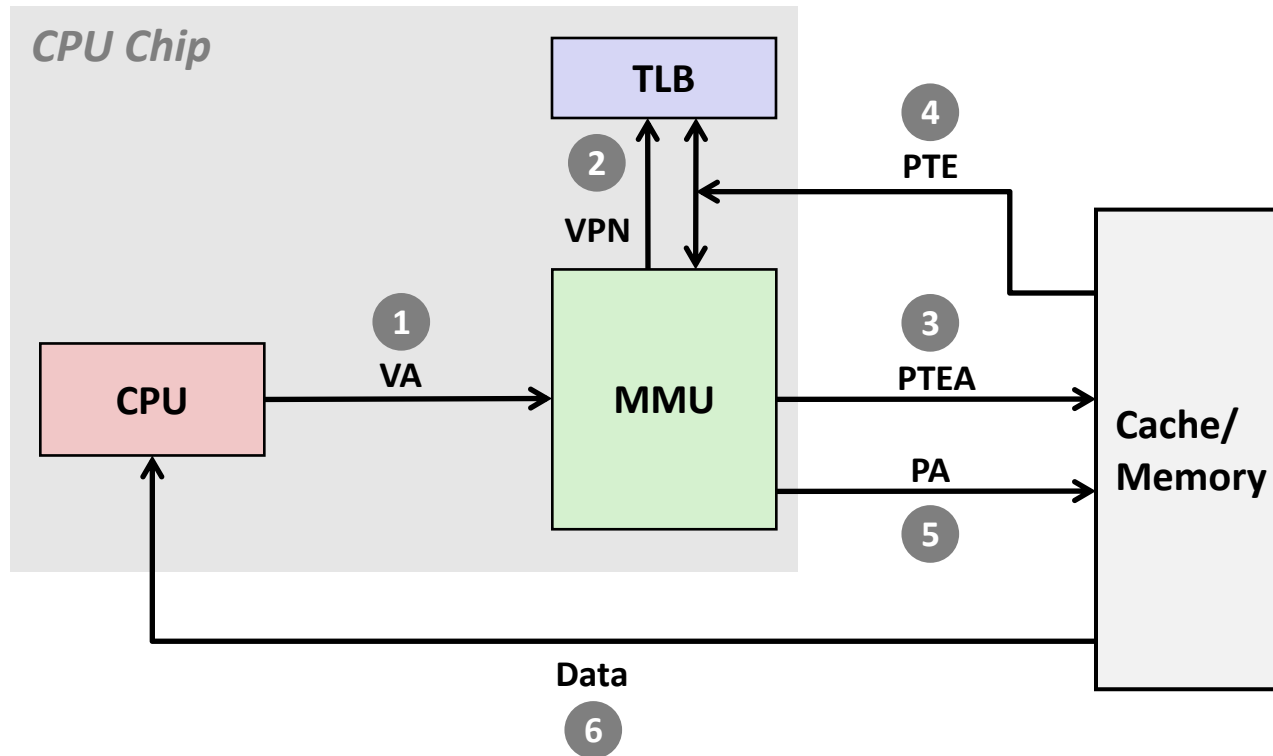 CPU Chip
TLB
4
PTE
2
VPN
1
VA
3
PTEA
CPU
MMU
Cache/
Memory
PA
5
Data
6